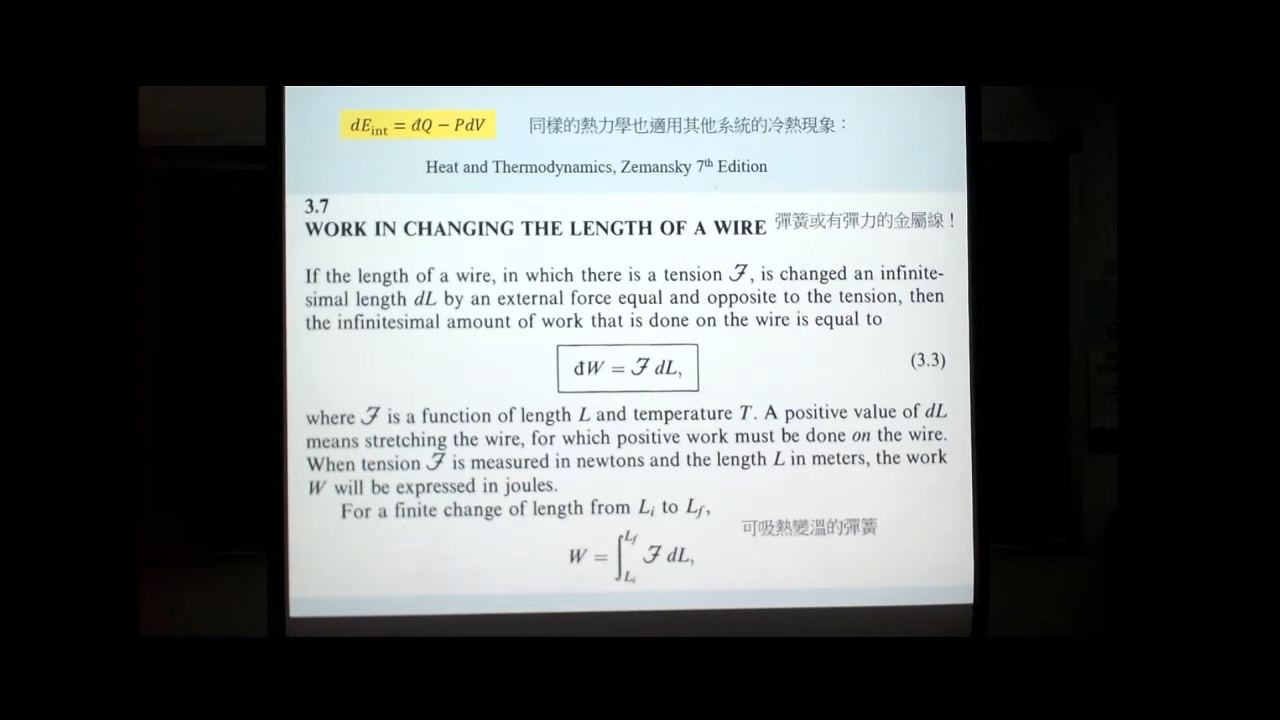 dE_int = đQ − PdV 同樣的熱力學也適用其他系統的冷熱現象：
Heat and Thermodynamics, Zemansky 7th Edition
3.7
WORK IN CHANGING THE LENGTH OF A WIRE 彈簧或有彈力的金屬線！
If the length of a wire, in which there is a tension ℱ, is changed an infinite-
simal length dL by an external force equal and opposite to the tension, then
the infinitesimal amount of work that is done on the wire is equal to
đW = ℱ dL, (3.3)
where ℱ is a function of length L and temperature T. A positive value of dL
means stretching the wire, for which positive work must be done on the wire.
When tension ℱ is measured in newtons and the length L in meters, the work
W will be expressed in joules.
For a finite change of length from L_i to L_f,
可吸熱變溫的彈簧
W = ∫_{L_i}^{L_f} ℱ dL,